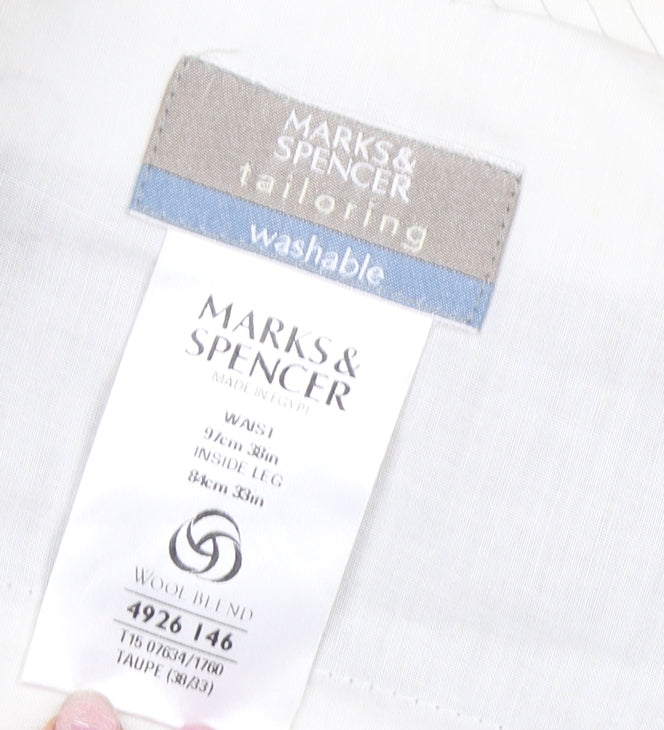 MARKS&
SPENCER
tailoring
washable
MARKS &
SPENCER
MADE IN EGYPT
WAIST
97cm 38in
INSIDE LEG
84cm 33in
WOOL BLEND
4926 146
T15 07634/1760
TAUPE (38/33)